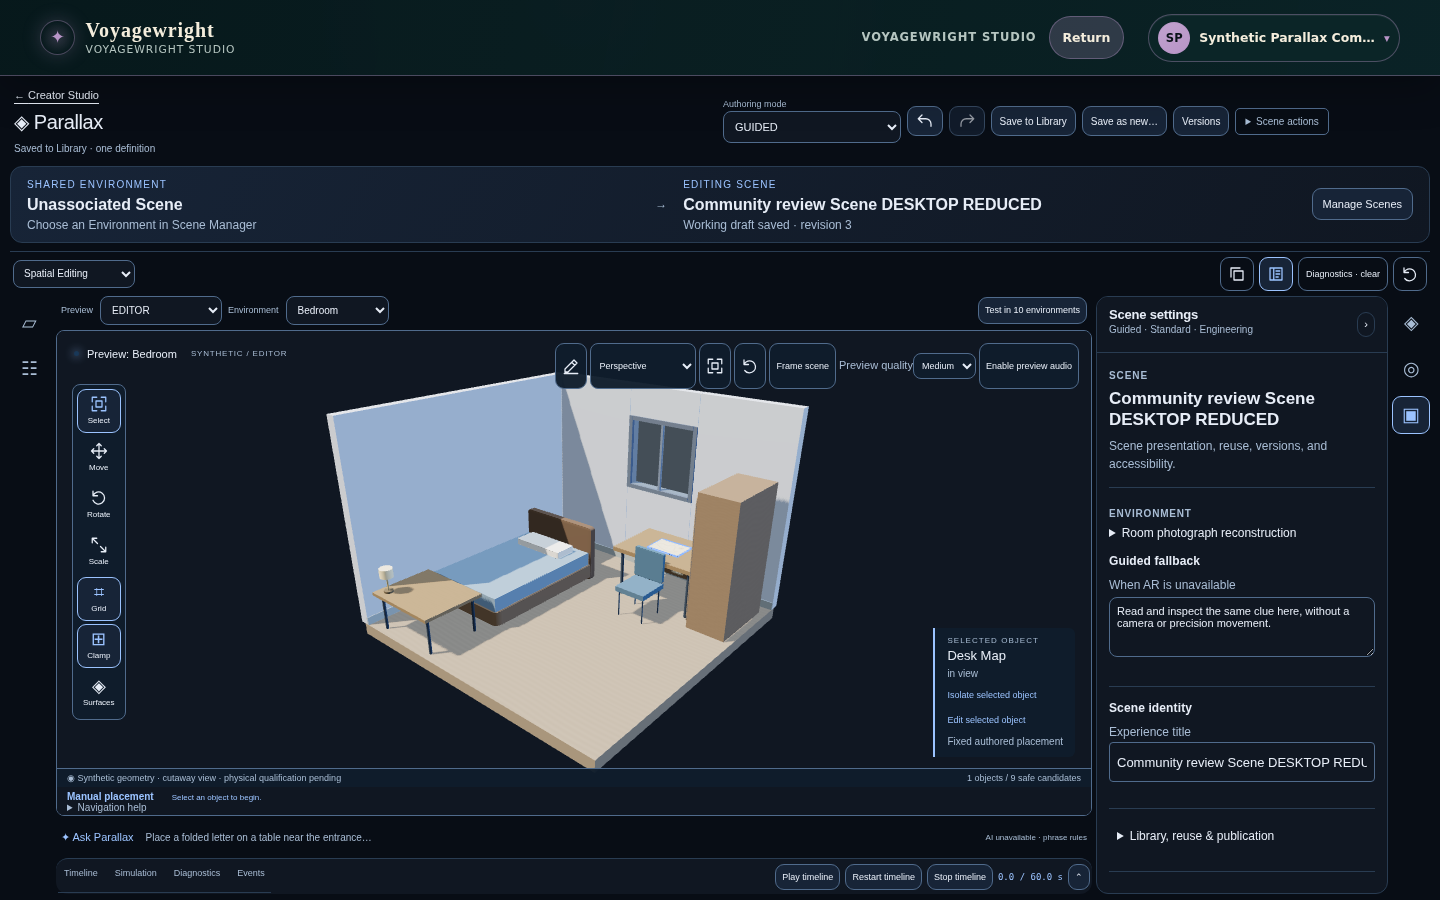 Voyagewright
VOYAGEWRIGHT STUDIO
VOYAGEWRIGHT STUDIO
Return
SP
Synthetic Parallax Com…
← Creator Studio
◈ Parallax
Saved to Library · one definition
Authoring mode
GUIDED
Save to Library
Save as new…
Versions
Scene actions
SHARED ENVIRONMENT
Unassociated Scene
Choose an Environment in Scene Manager
→
EDITING SCENE
Community review Scene DESKTOP REDUCED
Working draft saved · revision 3
Manage Scenes
Spatial Editing
Diagnostics · clear
Preview
EDITOR
Environment
Bedroom
Test in 10 environments
Preview: Bedroom
SYNTHETIC / EDITOR
Perspective
Frame scene
Preview quality
Medium
Enable preview audio
Select
Move
Rotate
Scale
Grid
Clamp
Surfaces
SELECTED OBJECT
Desk Map
in view
Isolate selected object
Edit selected object
Fixed authored placement
◉ Synthetic geometry · cutaway view · physical qualification pending
1 objects / 9 safe candidates
Manual placement
Select an object to begin.
Navigation help
✦ Ask Parallax
Place a folded letter on a table near the entrance…
AI unavailable · phrase rules
Timeline
Simulation
Diagnostics
Events
Play timeline
Restart timeline
Stop timeline
0.0 / 60.0 s
Scene settings
Guided · Standard · Engineering
SCENE
Community review Scene
DESKTOP REDUCED
Scene presentation, reuse, versions, and
accessibility.
ENVIRONMENT
Room photograph reconstruction
Guided fallback
When AR is unavailable
Read and inspect the same clue here, without a
camera or precision movement.
Scene identity
Experience title
Community review Scene DESKTOP REDU
Library, reuse & publication